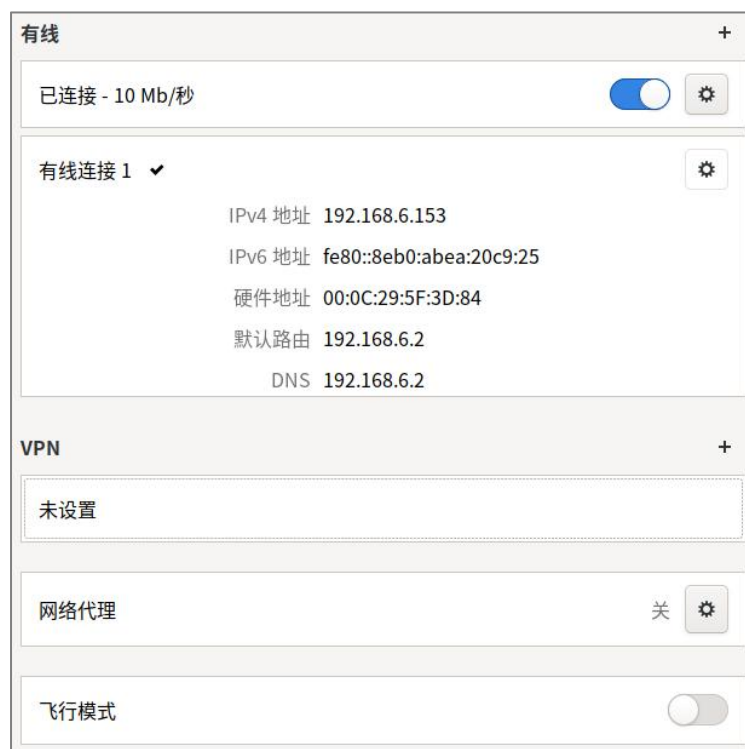 有线 +
已连接 - 10 Mb/秒
有线连接 1 ✔
IPv4 地址 192.168.6.153
IPv6 地址 fe80::8eb0:abea:20c9:25
硬件地址 00:0C:29:5F:3D:84
默认路由 192.168.6.2
DNS 192.168.6.2
VPN +
未设置
网络代理 关
飞行模式